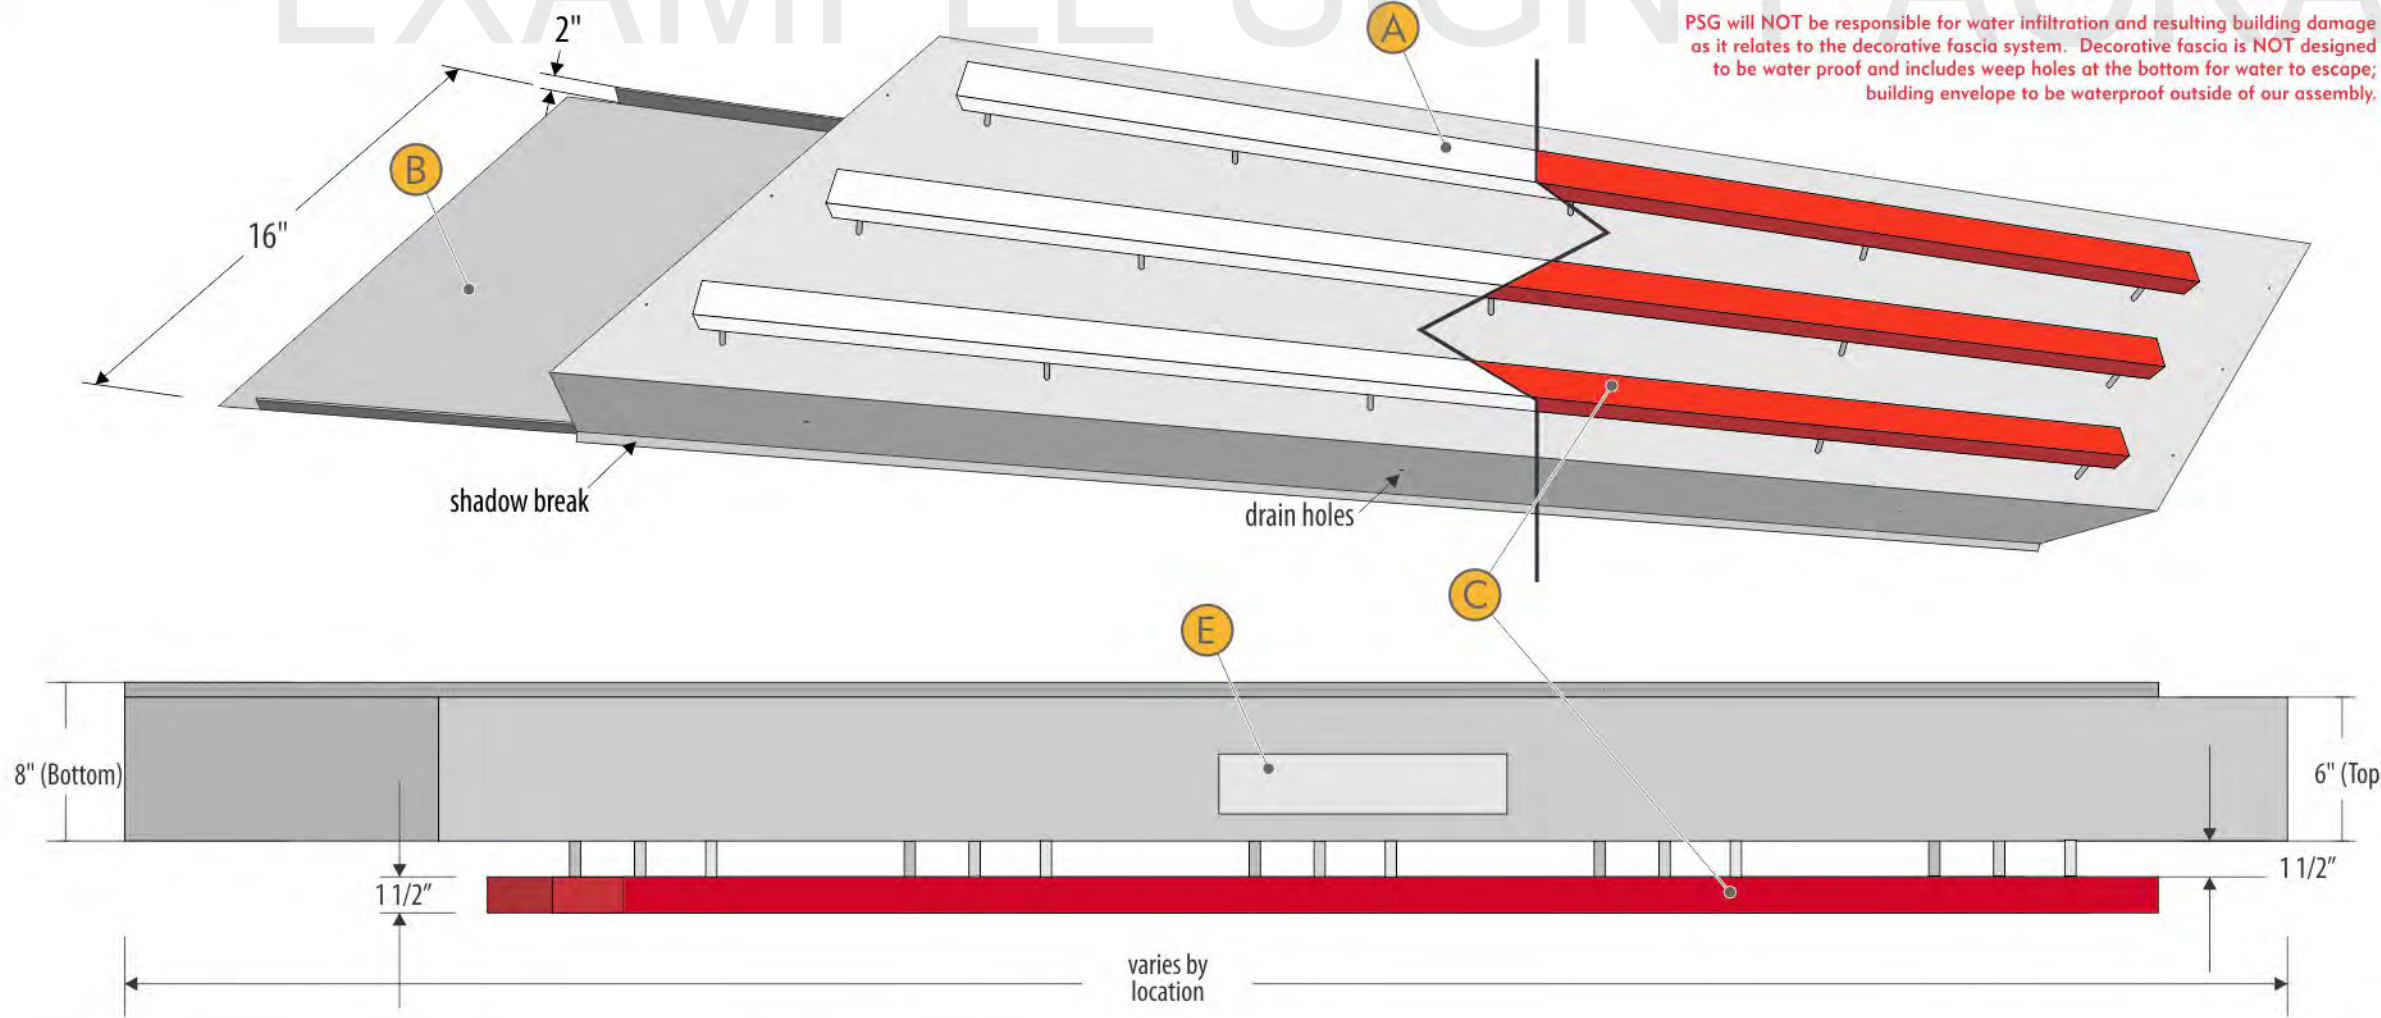 EXAMPLE SIGN PACKA
PSG will NOT be responsible for water infiltration and resulting building damage
as it relates to the decorative fascia system.  Decorative fascia is NOT designed
to be water proof and includes weep holes at the bottom for water to escape;
building envelope to be waterproof outside of our assembly.
2"
A
B
16"
shadow break
drain holes
C
E
8" (Bottom)
6" (Top
1 1/2"
1 1/2"
varies by
location